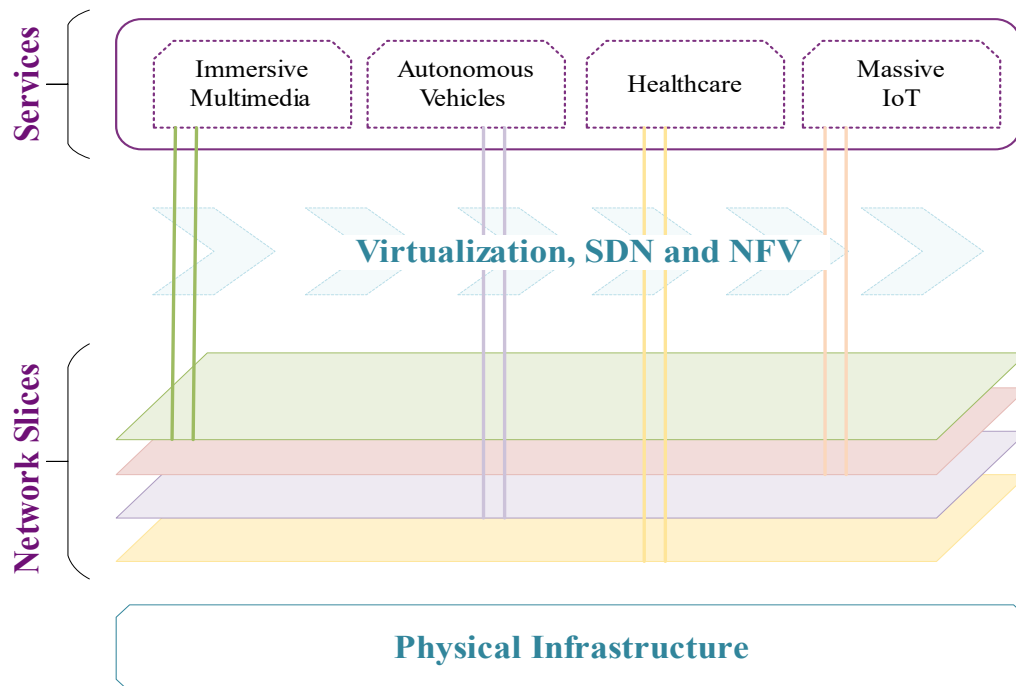 Services
Immersive
Multimedia
Autonomous
Vehicles
Healthcare
Massive
IoT
Virtualization, SDN and NFV
Network Slices
Physical Infrastructure